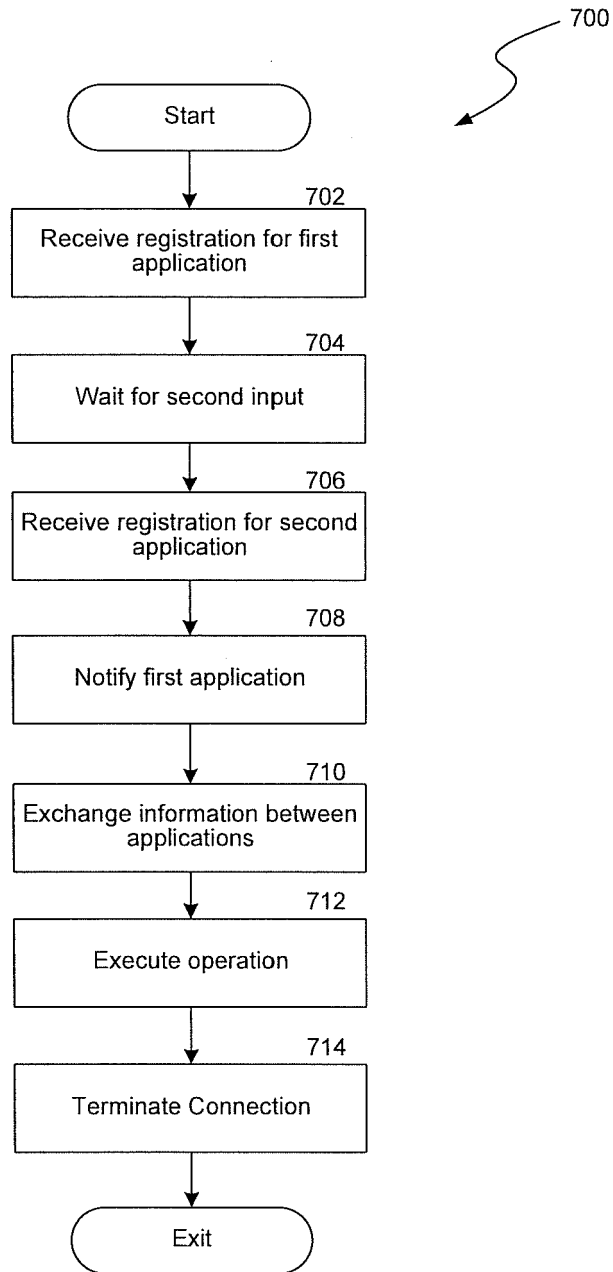 700
Start
702
Receive registration for first
application
704
Wait for second input
706
Receive registration for second
application
708
Notify first application
710
Exchange information between
applications
712
Execute operation
714
Terminate Connection
Exit